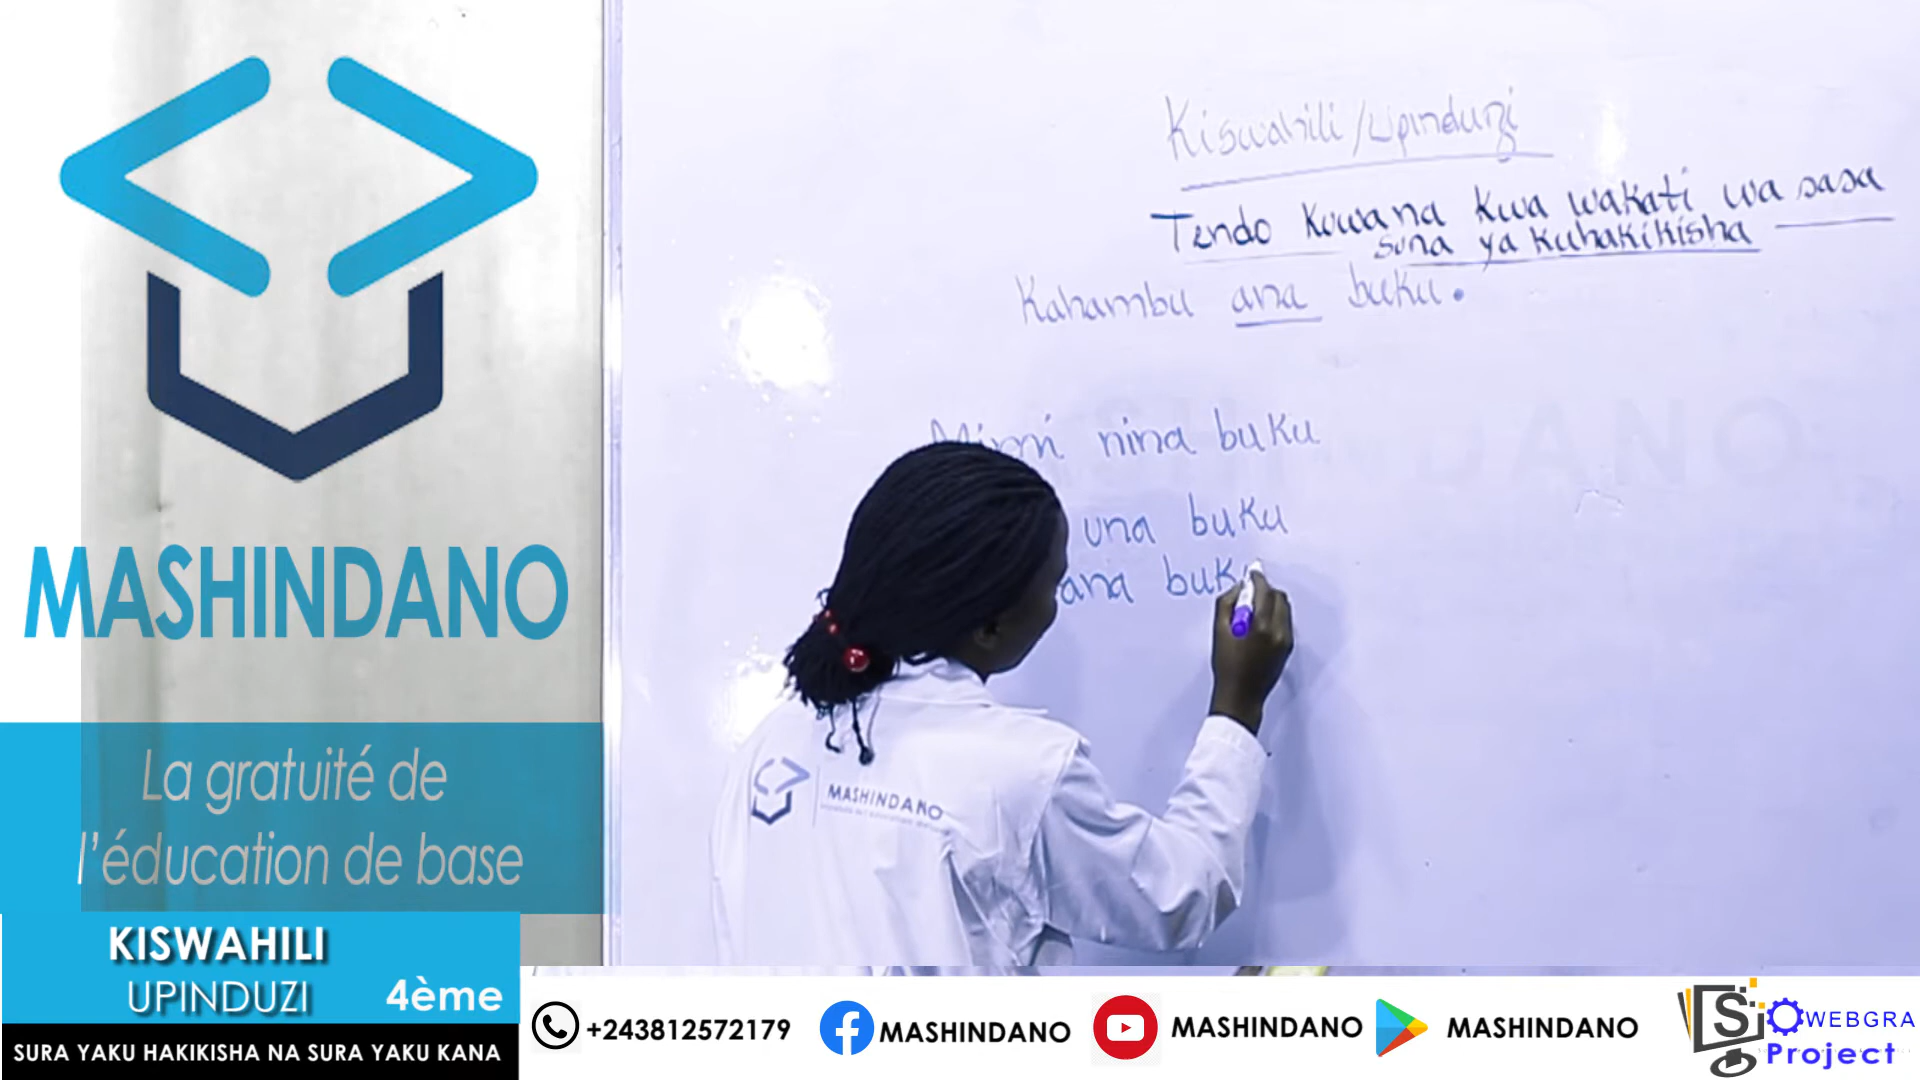 MASHINDANO
La gratuité de
l'éducation de base
KISWAHILI
UPINDUZI 4ème
SURA YAKU HAKIKISHA NA SURA YAKU KANA
Kiswahili/Upinduzi
Tendo Kuwa na Kwa wakati wa sasa
sura ya Kuhakikisha
Kahambu ana buku.
Mimi nina buku
una buku
ana buku
MASHINDANO
+243812572179
MASHINDANO
MASHINDANO
MASHINDANO
WEBGRA
Project